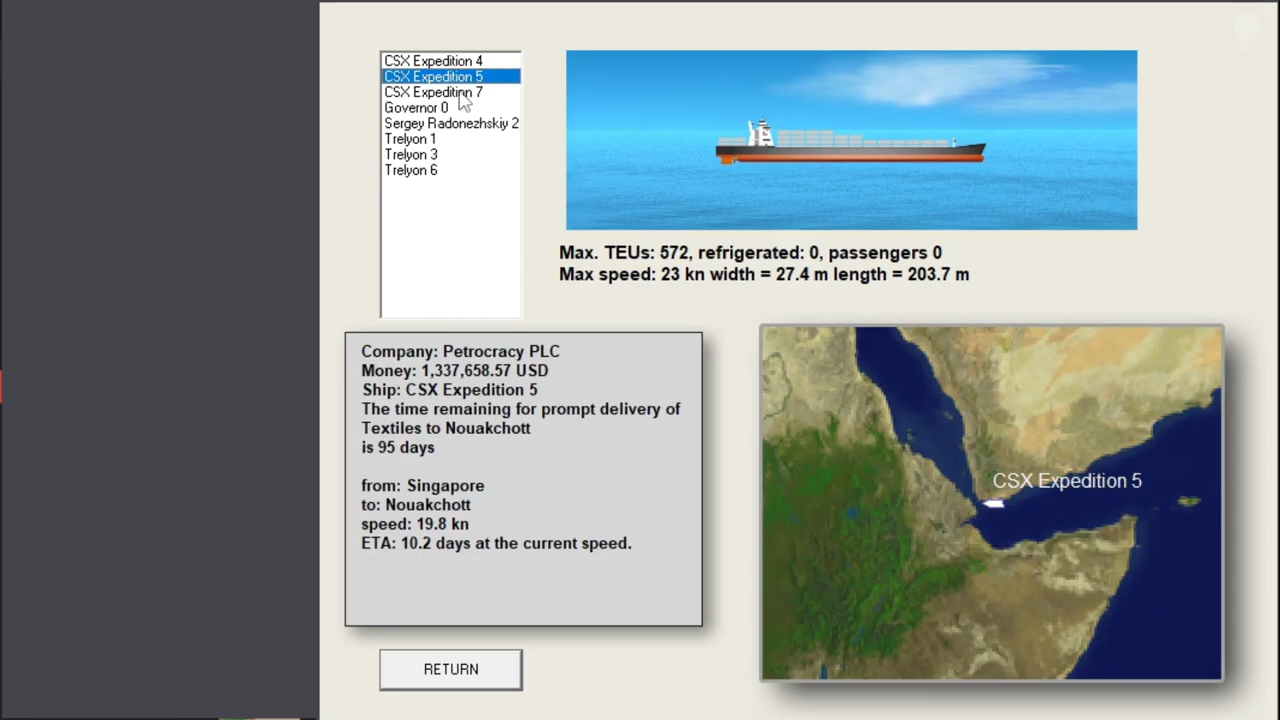 CSX Expedition 4
CSX Expedition 5
CSX Expedition 7
Governor 0
Sergey Radonezhskiy 2
Trelyon 1
Trelyon 3
Trelyon 6
Max. TEUs: 572, refrigerated: 0, passengers 0
Max speed: 23 kn width = 27.4 m length = 203.7 m
Company: Petrocracy PLC
Money: 1,337,658.57 USD
Ship: CSX Expedition 5
The time remaining for prompt delivery of
Textiles to Nouakchott
is 95 days
from: Singapore
to: Nouakchott
speed: 19.8 kn
ETA: 10.2 days at the current speed.
CSX Expedition 5
RETURN